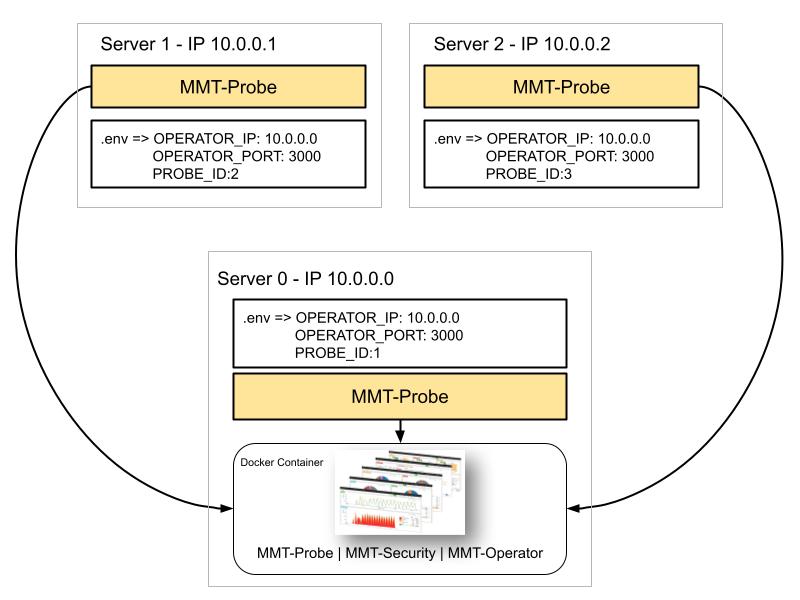 Server 1 - IP 10.0.0.1
MMT-Probe
.env => OPERATOR_IP: 10.0.0.0
OPERATOR_PORT: 3000
PROBE_ID:2
Server 2 - IP 10.0.0.2
MMT-Probe
.env => OPERATOR_IP: 10.0.0.0
OPERATOR_PORT: 3000
PROBE_ID:3
Server 0 - IP 10.0.0.0
.env => OPERATOR_IP: 10.0.0.0
OPERATOR_PORT: 3000
PROBE_ID:1
MMT-Probe
Docker Container
MMT-Probe | MMT-Security | MMT-Operator